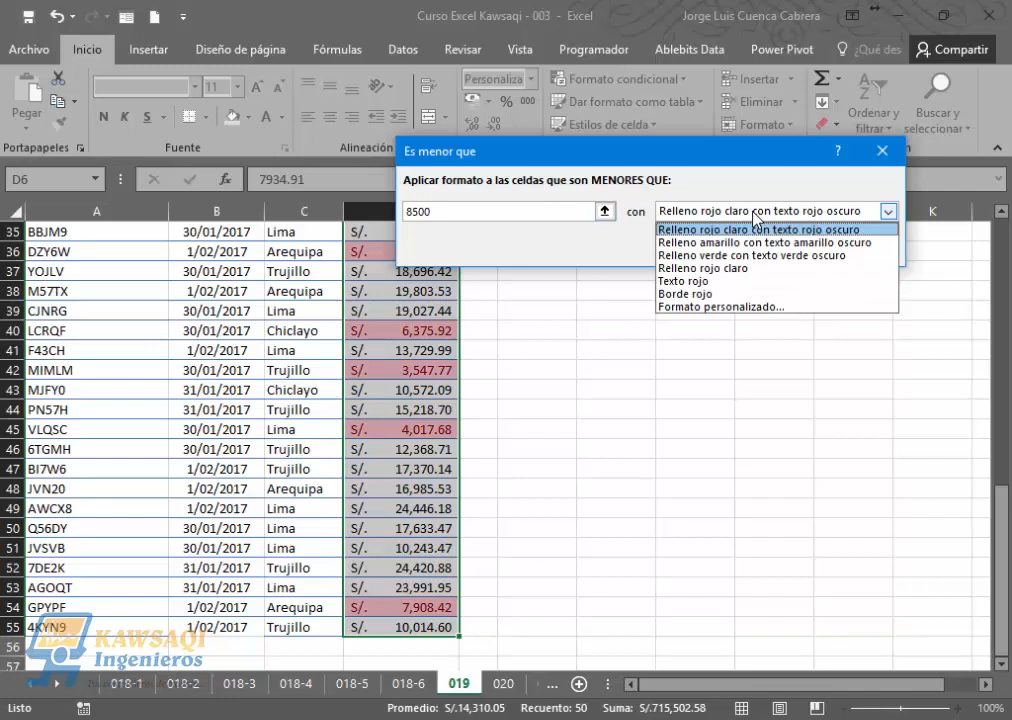 Curso Excel Kawsaqi - 003 - Excel
Jorge Luis Cuenca Cabrera
Archivo Inicio Insertar Diseño de página Fórmulas Datos Revisar Vista Programador Ablebits Data Power Pivot ¿Qué des Compartir
Pegar
11
Personaliza
% 000
N K S
Formato condicional
Dar formato como tabla
Estilos de celda
Insertar
Eliminar
Formato
Ordenar y
filtrar
Buscar y
seleccionar
Portapapeles
Fuente
Alineación
Es menor que
?
Aplicar formato a las celdas que son MENORES QUE:
8500 con Relleno rojo claro con texto rojo oscuro
Relleno rojo claro con texto rojo oscuro
Relleno amarillo con texto amarillo oscuro
Relleno verde con texto verde oscuro
Relleno rojo claro
Texto rojo
Borde rojo
Formato personalizado...
D6 fx 7934.91
A B C K
35 BBJM9 30/01/2017 Lima S/.
36 DZY6W 1/02/2017 Arequipa S/.
37 YOJLV 30/01/2017 Trujillo S/. 18,696.42
38 M57TX 1/02/2017 Arequipa S/. 19,803.53
39 CJNRG 30/01/2017 Lima S/. 19,027.44
40 LCRQF 30/01/2017 Chiclayo S/. 6,375.92
41 F43CH 1/02/2017 Lima S/. 13,729.99
42 MIMLM 30/01/2017 Trujillo S/. 3,547.77
43 MJFY0 31/01/2017 Chiclayo S/. 10,572.09
44 PN57H 31/01/2017 Trujillo S/. 15,218.70
45 VLQSC 30/01/2017 Lima S/. 4,017.68
46 6TGMH 30/01/2017 Trujillo S/. 12,368.71
47 BI7W6 1/02/2017 Trujillo S/. 17,370.14
48 JVN20 1/02/2017 Arequipa S/. 16,985.53
49 AWCX8 1/02/2017 Lima S/. 24,446.18
50 Q56DY 30/01/2017 Lima S/. 17,633.47
51 JVSVB 30/01/2017 Lima S/. 10,243.47
52 7DE2K 31/01/2017 Trujillo S/. 24,420.88
53 AGOQT 31/01/2017 Lima S/. 23,991.95
54 GPYPF 1/02/2017 Arequipa S/. 7,908.42
55 4KYN9 1/02/2017 Trujillo S/. 10,014.60
56
57
KAWSAQI
Ingenieros
018-1 018-2 018-3 018-4 018-5 018-6 019 020 ...
Listo Promedio: S/.14,310.05 Recuento: 50 Suma: S/.715,502.58 100%